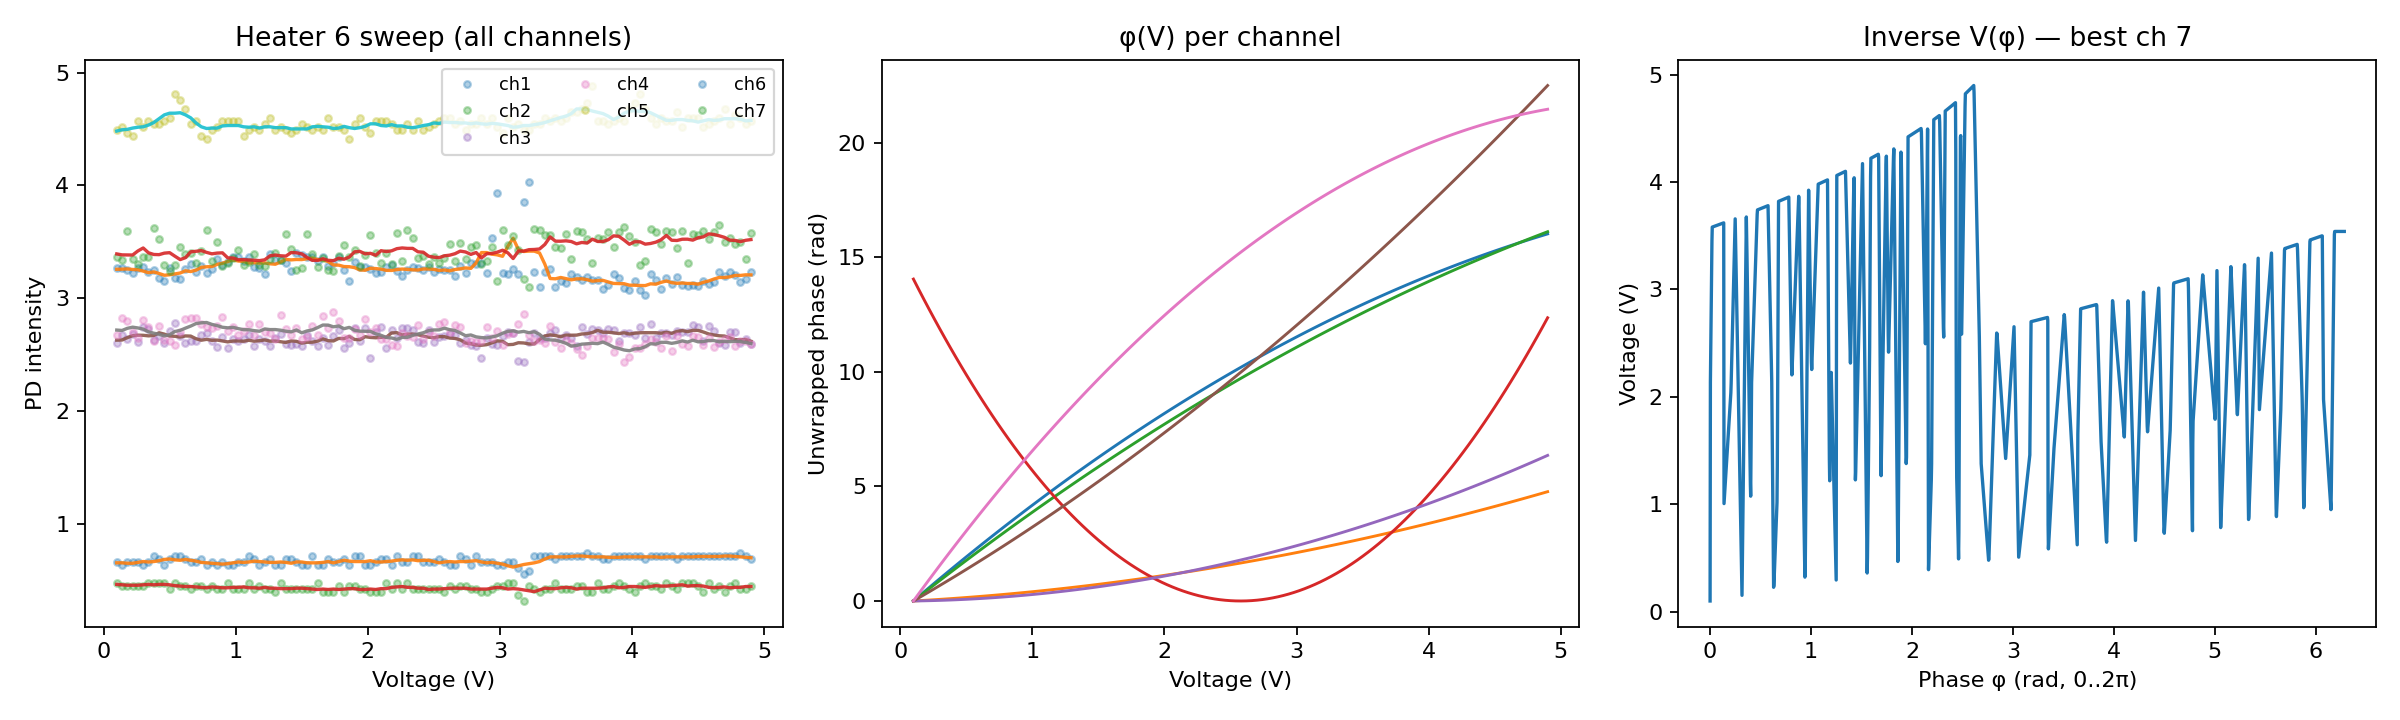 Heater 6 sweep (all channels)
PD intensity
5
4
3
2
1
0 1 2 3 4 5
Voltage (V)
ch1 ch4 ch6
ch2 ch5 ch7
ch3
φ(V) per channel
Unwrapped phase (rad)
20
15
10
5
0
0 1 2 3 4 5
Voltage (V)
Inverse V(φ) — best ch 7
Voltage (V)
5
4
3
2
1
0
0 1 2 3 4 5 6
Phase φ (rad, 0..2π)